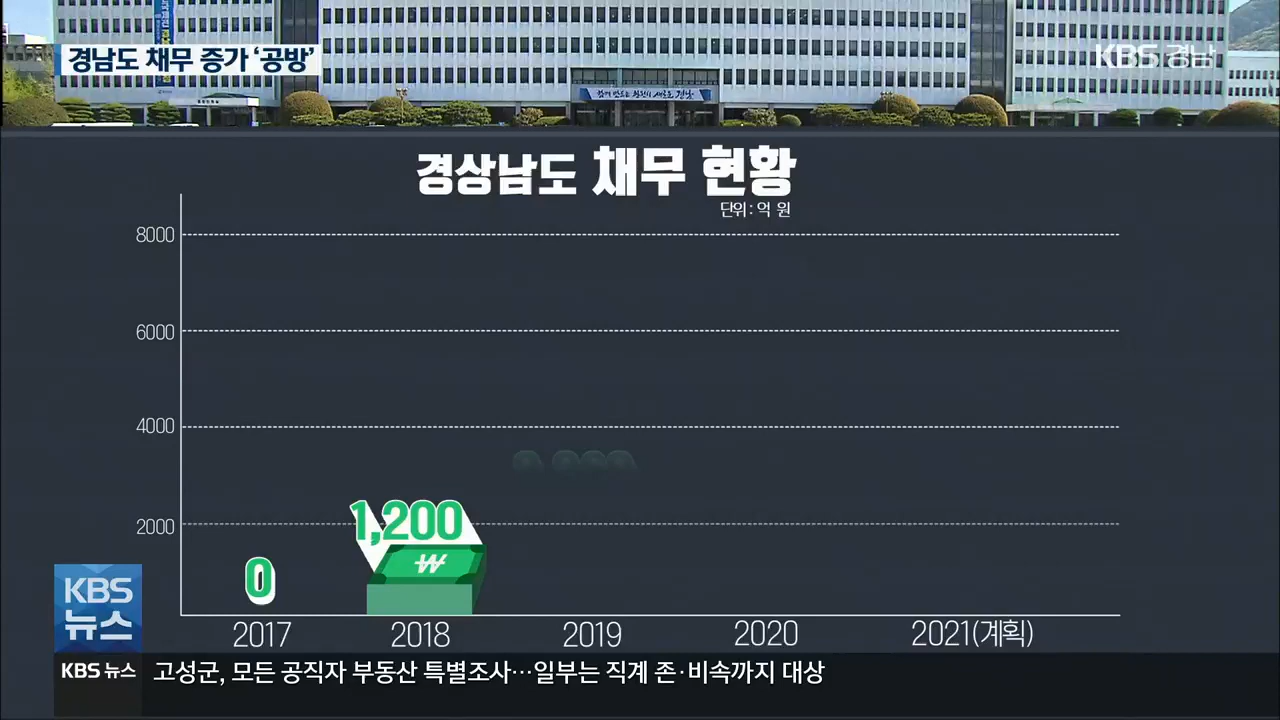 경남도 채무 증가 ‘공방’
KBS 경남
경상남도 채무 현황
단위 : 억 원
8000
6000
4000
2000
1,200
₩
0
2017 2018 2019 2020 2021(계획)
KBS
뉴스
KBS 뉴스 고성군, 모든 공직자 부동산 특별조사…일부는 직계 존·비속까지 대상